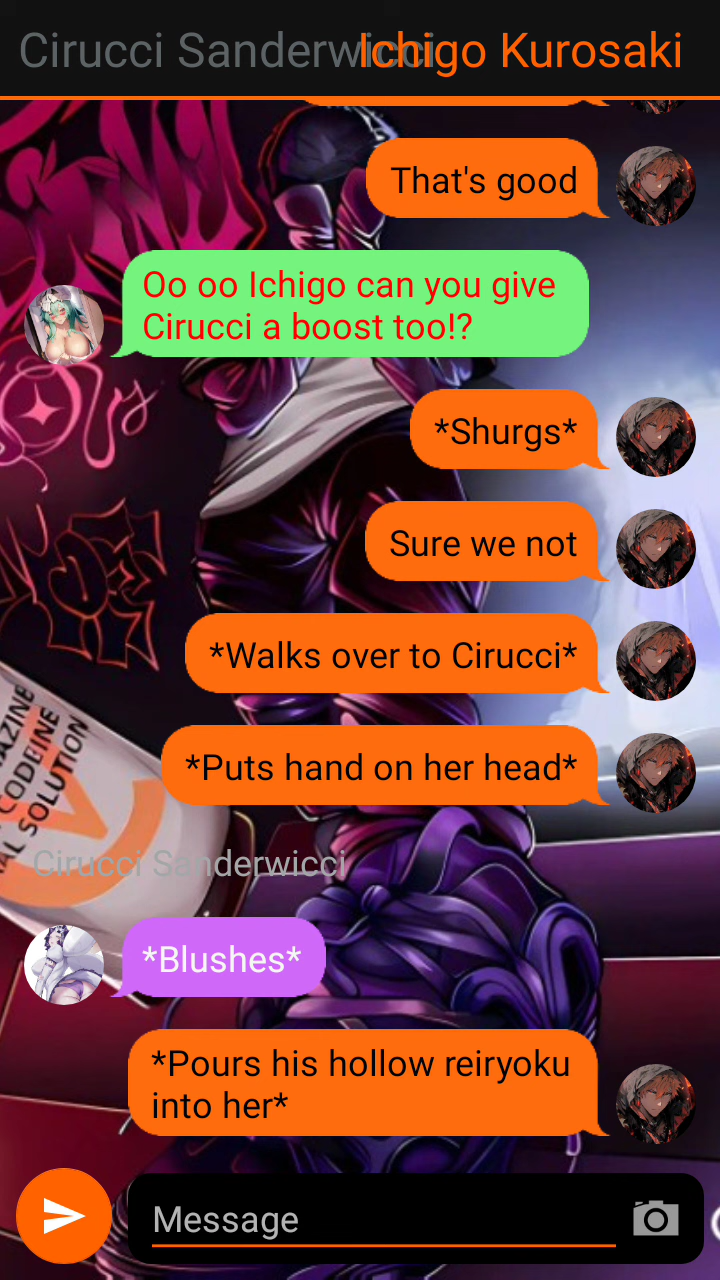 Cirucci Sanderwicci
Ichigo Kurosaki
That's good
Oo oo Ichigo can you give
Cirucci a boost too!?
*Shurgs*
Sure we not
*Walks over to Cirucci*
*Puts hand on her head*
AZINE
CODEINE
AL SOLUTION
Cirucci Sanderwicci
*Blushes*
*Pours his hollow reiryoku
into her*
Message